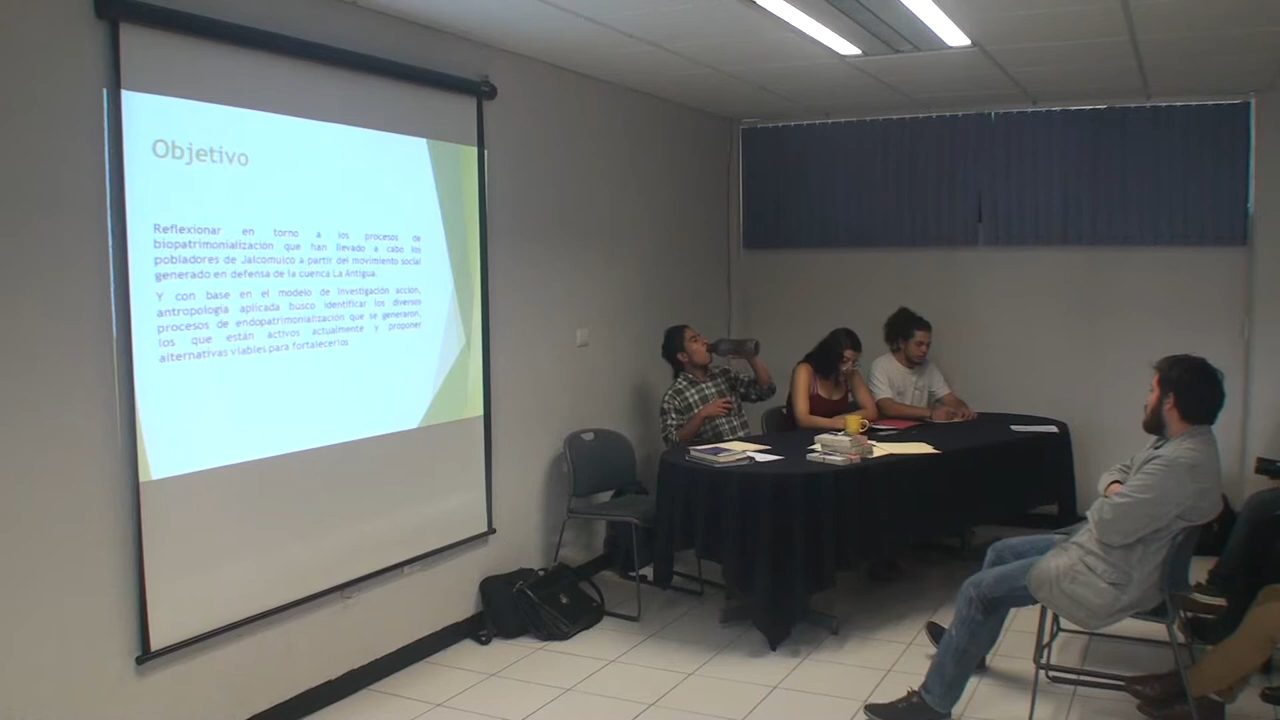 Objetivo
Reflexionar en torno a los procesos de
biopatrimonialización que han llevado a cabo los
pobladores de Jalcomulco a partir del movimiento social
generado en defensa de la cuenca La Antigua.
Y con base en el modelo de investigación acción,
antropología aplicada busco identificar los diversos
procesos de endopatrimonialización que se generaron,
los que están activos actualmente y proponer
alternativas viables para fortalecerlos